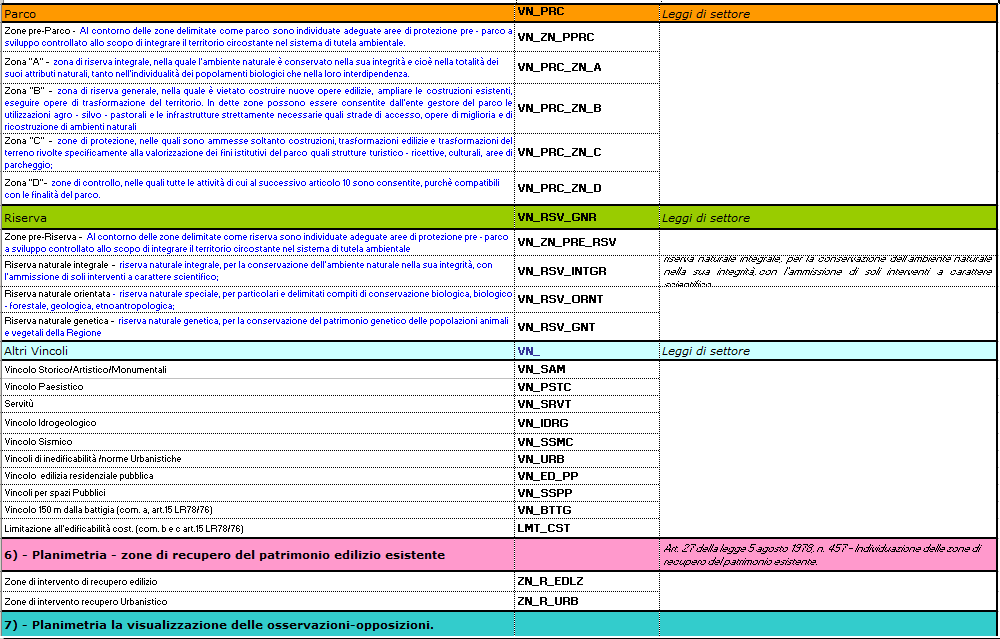 Parco VN_PRC Leggi di settore
Zone pre-Parco - Al contorno delle zone delimitate come parco sono individuate adeguate aree di protezione pre - parco a
sviluppo controllato allo scopo di integrare il territorio circostante nel sistema di tutela ambientale.
VN_ZN_PPRC
Zona "A" - zona di riserva integrale, nella quale l'ambiente naturale è conservato nella sua integrità e cioè nella totalità dei
suoi attributi naturali, tanto nell'individualità dei popolamenti biologici che nella loro interdipendenza.
VN_PRC_ZN_A
Zona "B" - zona di riserva generale, nella quale è vietato costruire nuove opere edilizie, ampliare le costruzioni esistenti,
eseguire opere di trasformazione del territorio. In dette zone possono essere consentite dall'ente gestore del parco le
utilizzazioni agro - silvo - pastorali e le infrastrutture strettamente necessarie quali strade di accesso, opere di miglioria e di
ricostruzione di ambienti naturali
VN_PRC_ZN_B
Zona "C" - zone di protezione, nelle quali sono ammesse soltanto costruzioni, trasformazioni edilizie e trasformazioni del
terreno rivolte specificamente alla valorizzazione dei fini istitutivi del parco quali strutture turistico - ricettive, culturali, aree di
parcheggio;
VN_PRC_ZN_C
Zona "D"- zone di controllo, nelle quali tutte le attività di cui al successivo articolo 10 sono consentite, purchè compatibili
con le finalità del parco.
VN_PRC_ZN_D
Riserva VN_RSV_GNR Leggi di settore
Zone pre-Riserva - Al contorno delle zone delimitate come riserva sono individuate adeguate aree di protezione pre - parco
a sviluppo controllato allo scopo di integrare il territorio circostante nel sistema di tutela ambientale
VN_ZN_PRE_RSV
Riserva naturale integrale - riserva naturale integrale, per la conservazione dell'ambiente naturale nella sua integrità, con
l'ammissione di soli interventi a carattere scientifico;
VN_RSV_INTGR
riserva naturale integrale, per la conservazione dell'ambiente naturale
nella sua integrità, con l'ammissione di soli interventi a carattere
scientifico
Riserva naturale orientata - riserva naturale speciale, per particolari e delimitati compiti di conservazione biologica, biologico
- forestale, geologica, etnoantropologica;
VN_RSV_ORNT
Riserva naturale genetica - riserva naturale genetica, per la conservazione del patrimonio genetico delle popolazioni animali
e vegetali della Regione
VN_RSV_GNT
Altri Vincoli VN_ Leggi di settore
Vincolo Storico/Artistico/Monumentali VN_SAM
Vincolo Paesistico VN_PSTC
Servitù VN_SRVT
Vincolo Idrogeologico VN_IDRG
Vincolo Sismico VN_SSMC
Vincoli di inedificabilità /norme Urbanistiche VN_URB
Vincolo edilizia residenziale pubblica VN_ED_PP
Vincoli per spazi Pubblici VN_SSPP
Vincolo 150 m dalla battigia (com. a, art.15 LR78/76) VN_BTTG
Limitazione all'edificabilità cost. (com. b e c art.15 LR78/76) LMT_CST
6) - Planimetria - zone di recupero del patrimonio edilizio esistente
Art. 27 della legge 5 agosto 1978, n. 457 - Individuazione delle zone di
recupero del patrimonio esistente.
Zone di intervento di recupero edilizio ZN_R_EDLZ
Zone di intervento recupero Urbanistico ZN_R_URB
7) - Planimetria la visualizzazione delle osservazioni-opposizioni.